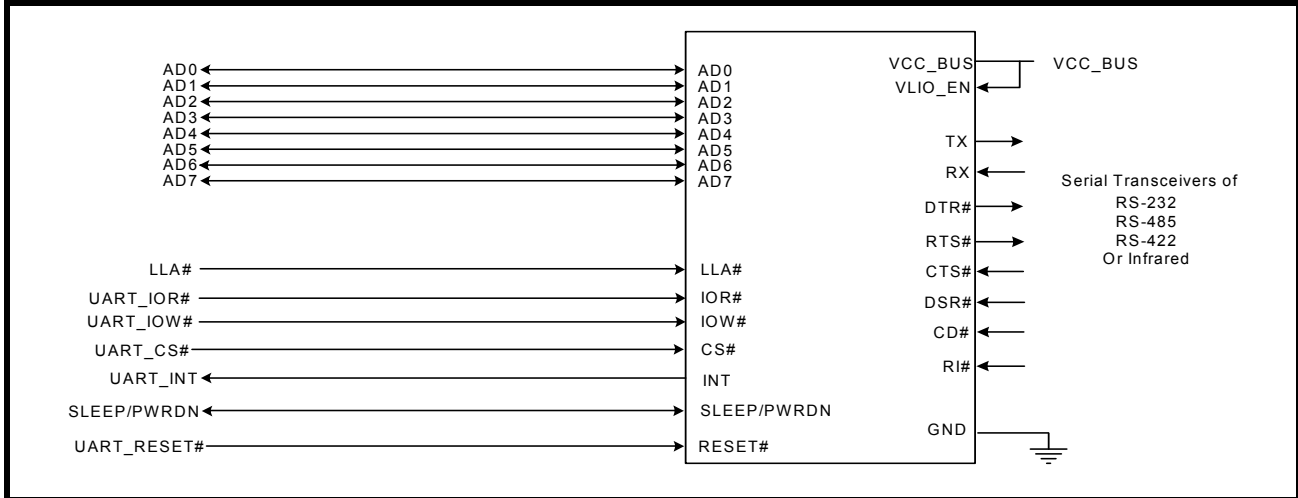 AD0
AD1
AD2
AD3
AD4
AD5
AD6
AD7
LLA#
UART_IOR#
UART_IOW#
UART_CS#
UART_INT
SLEEP/PWRDN
UART_RESET#
AD0
AD1
AD2
AD3
AD4
AD5
AD6
AD7
LLA#
IOR#
IOW#
CS#
INT
SLEEP/PWRDN
RESET#
VCC_BUS
VLIO_EN
TX
RX
DTR#
RTS#
CTS#
DSR#
CD#
RI#
GND
VCC_BUS
Serial Transceivers of
RS-232
RS-485
RS-422
Or Infrared